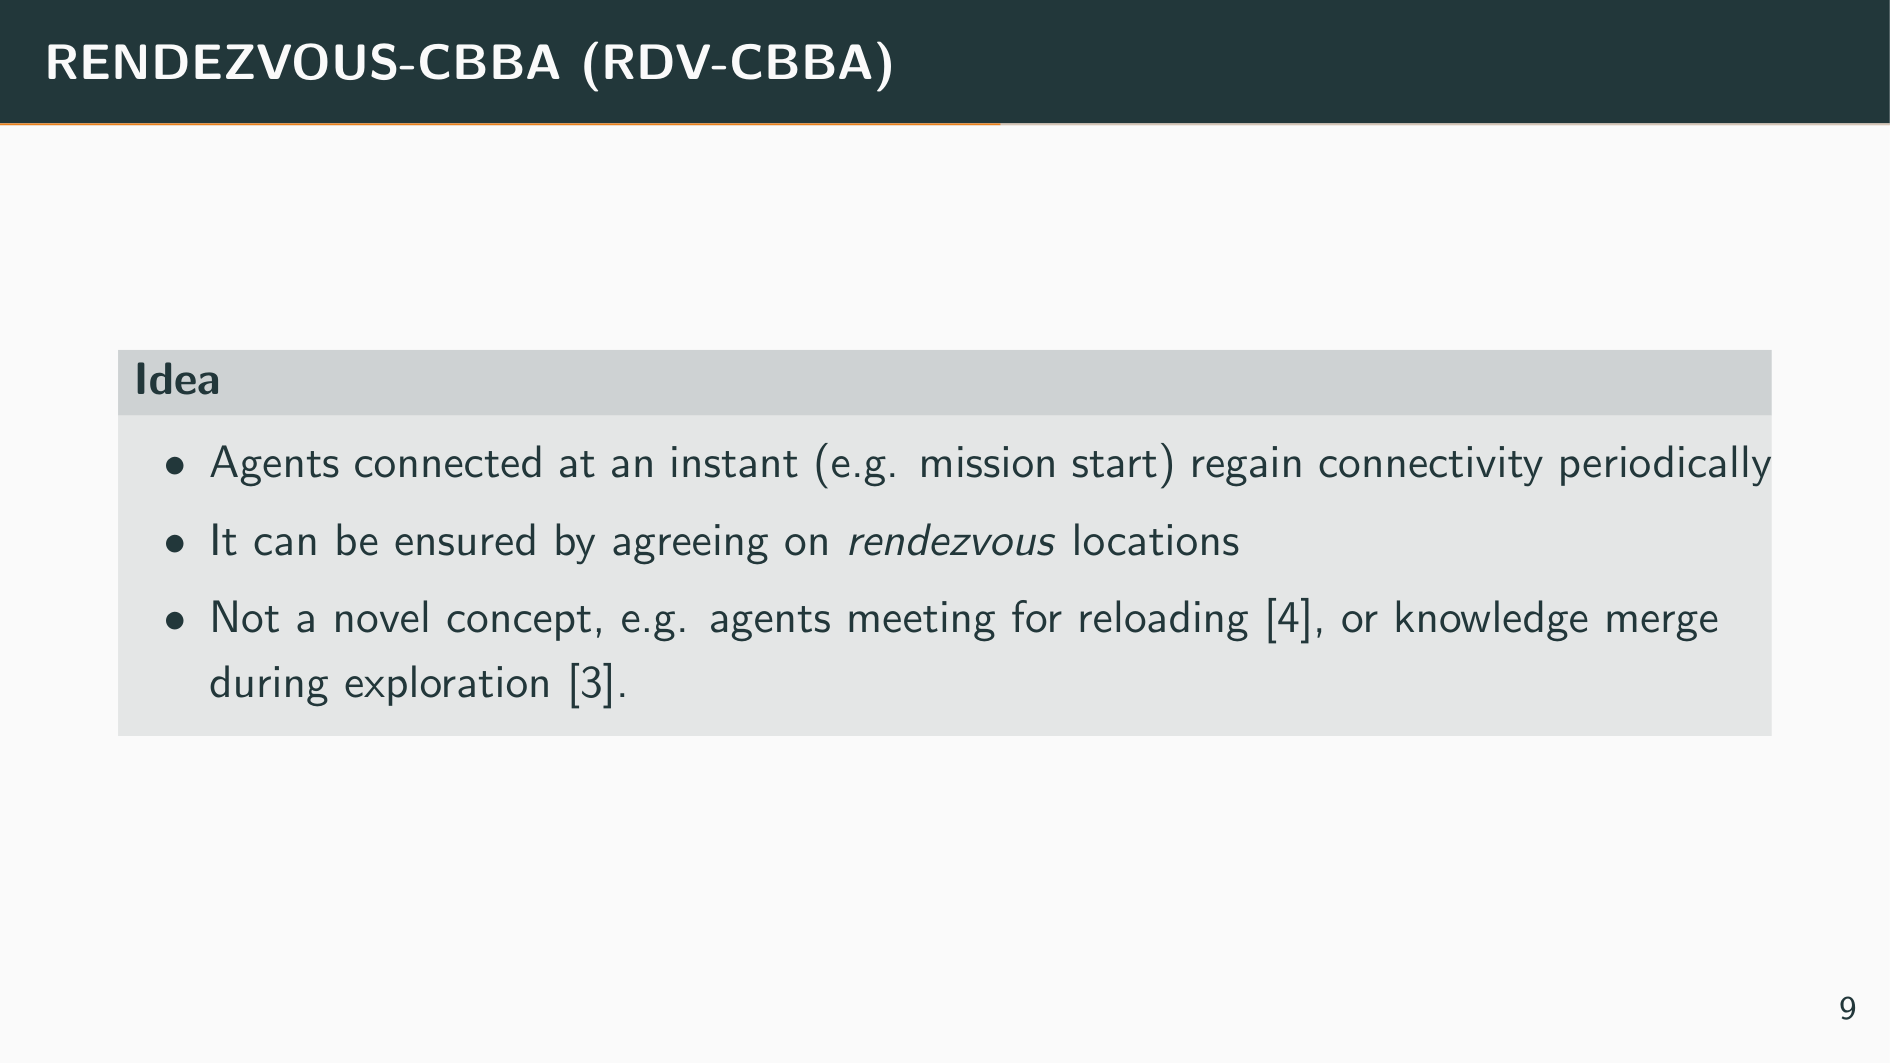 RENDEZVOUS-CBBA (RDV-CBBA)
Idea
• Agents connected at an instant (e.g. mission start) regain connectivity periodically
• It can be ensured by agreeing on rendezvous locations
• Not a novel concept, e.g. agents meeting for reloading [4], or knowledge merge
during exploration [3].
9